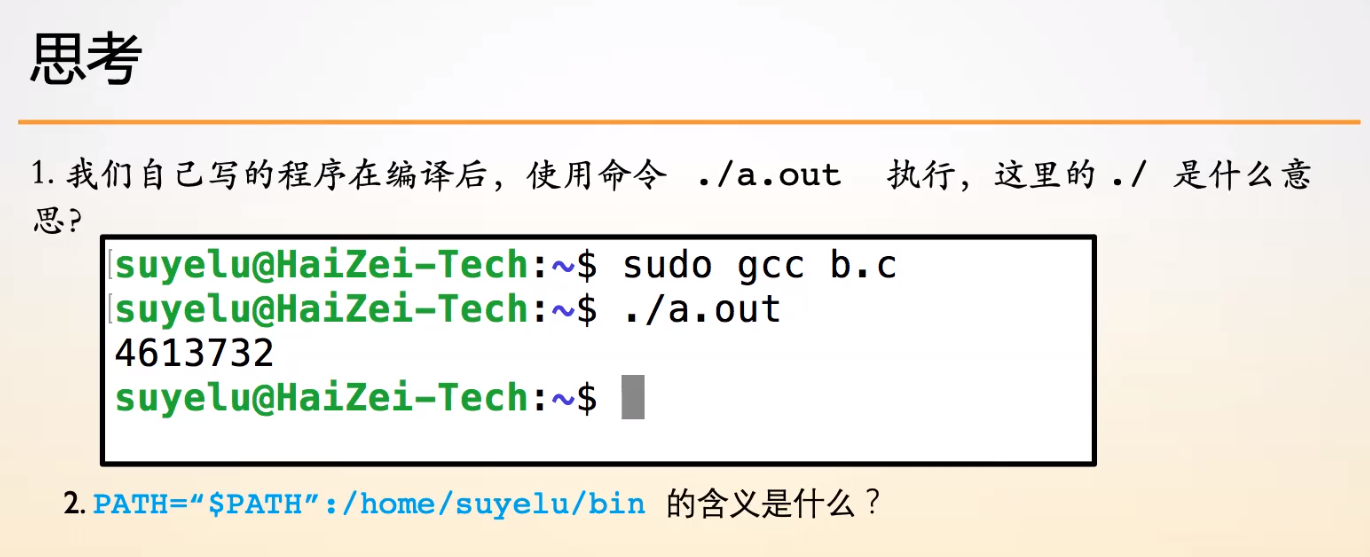 思考
1. 我们自己写的程序在编译后，使用命令 ./a.out 执行，这里的 ./ 是什么意
思?
suyelu@HaiZei-Tech:~$ sudo gcc b.c
suyelu@HaiZei-Tech:~$ ./a.out
4613732
suyelu@HaiZei-Tech:~$
2. PATH=“$PATH”:/home/suyelu/bin 的含义是什么？